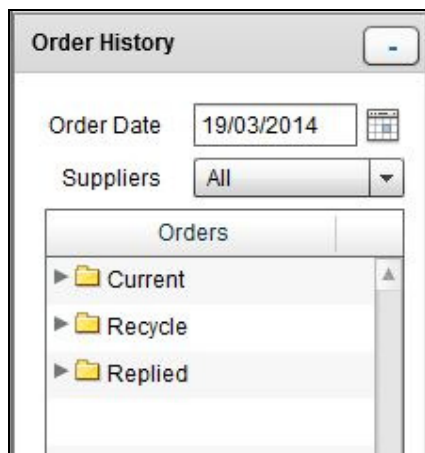 Order History -
Order Date 19/03/2014
Suppliers All
Orders
Current
Recycle
Replied